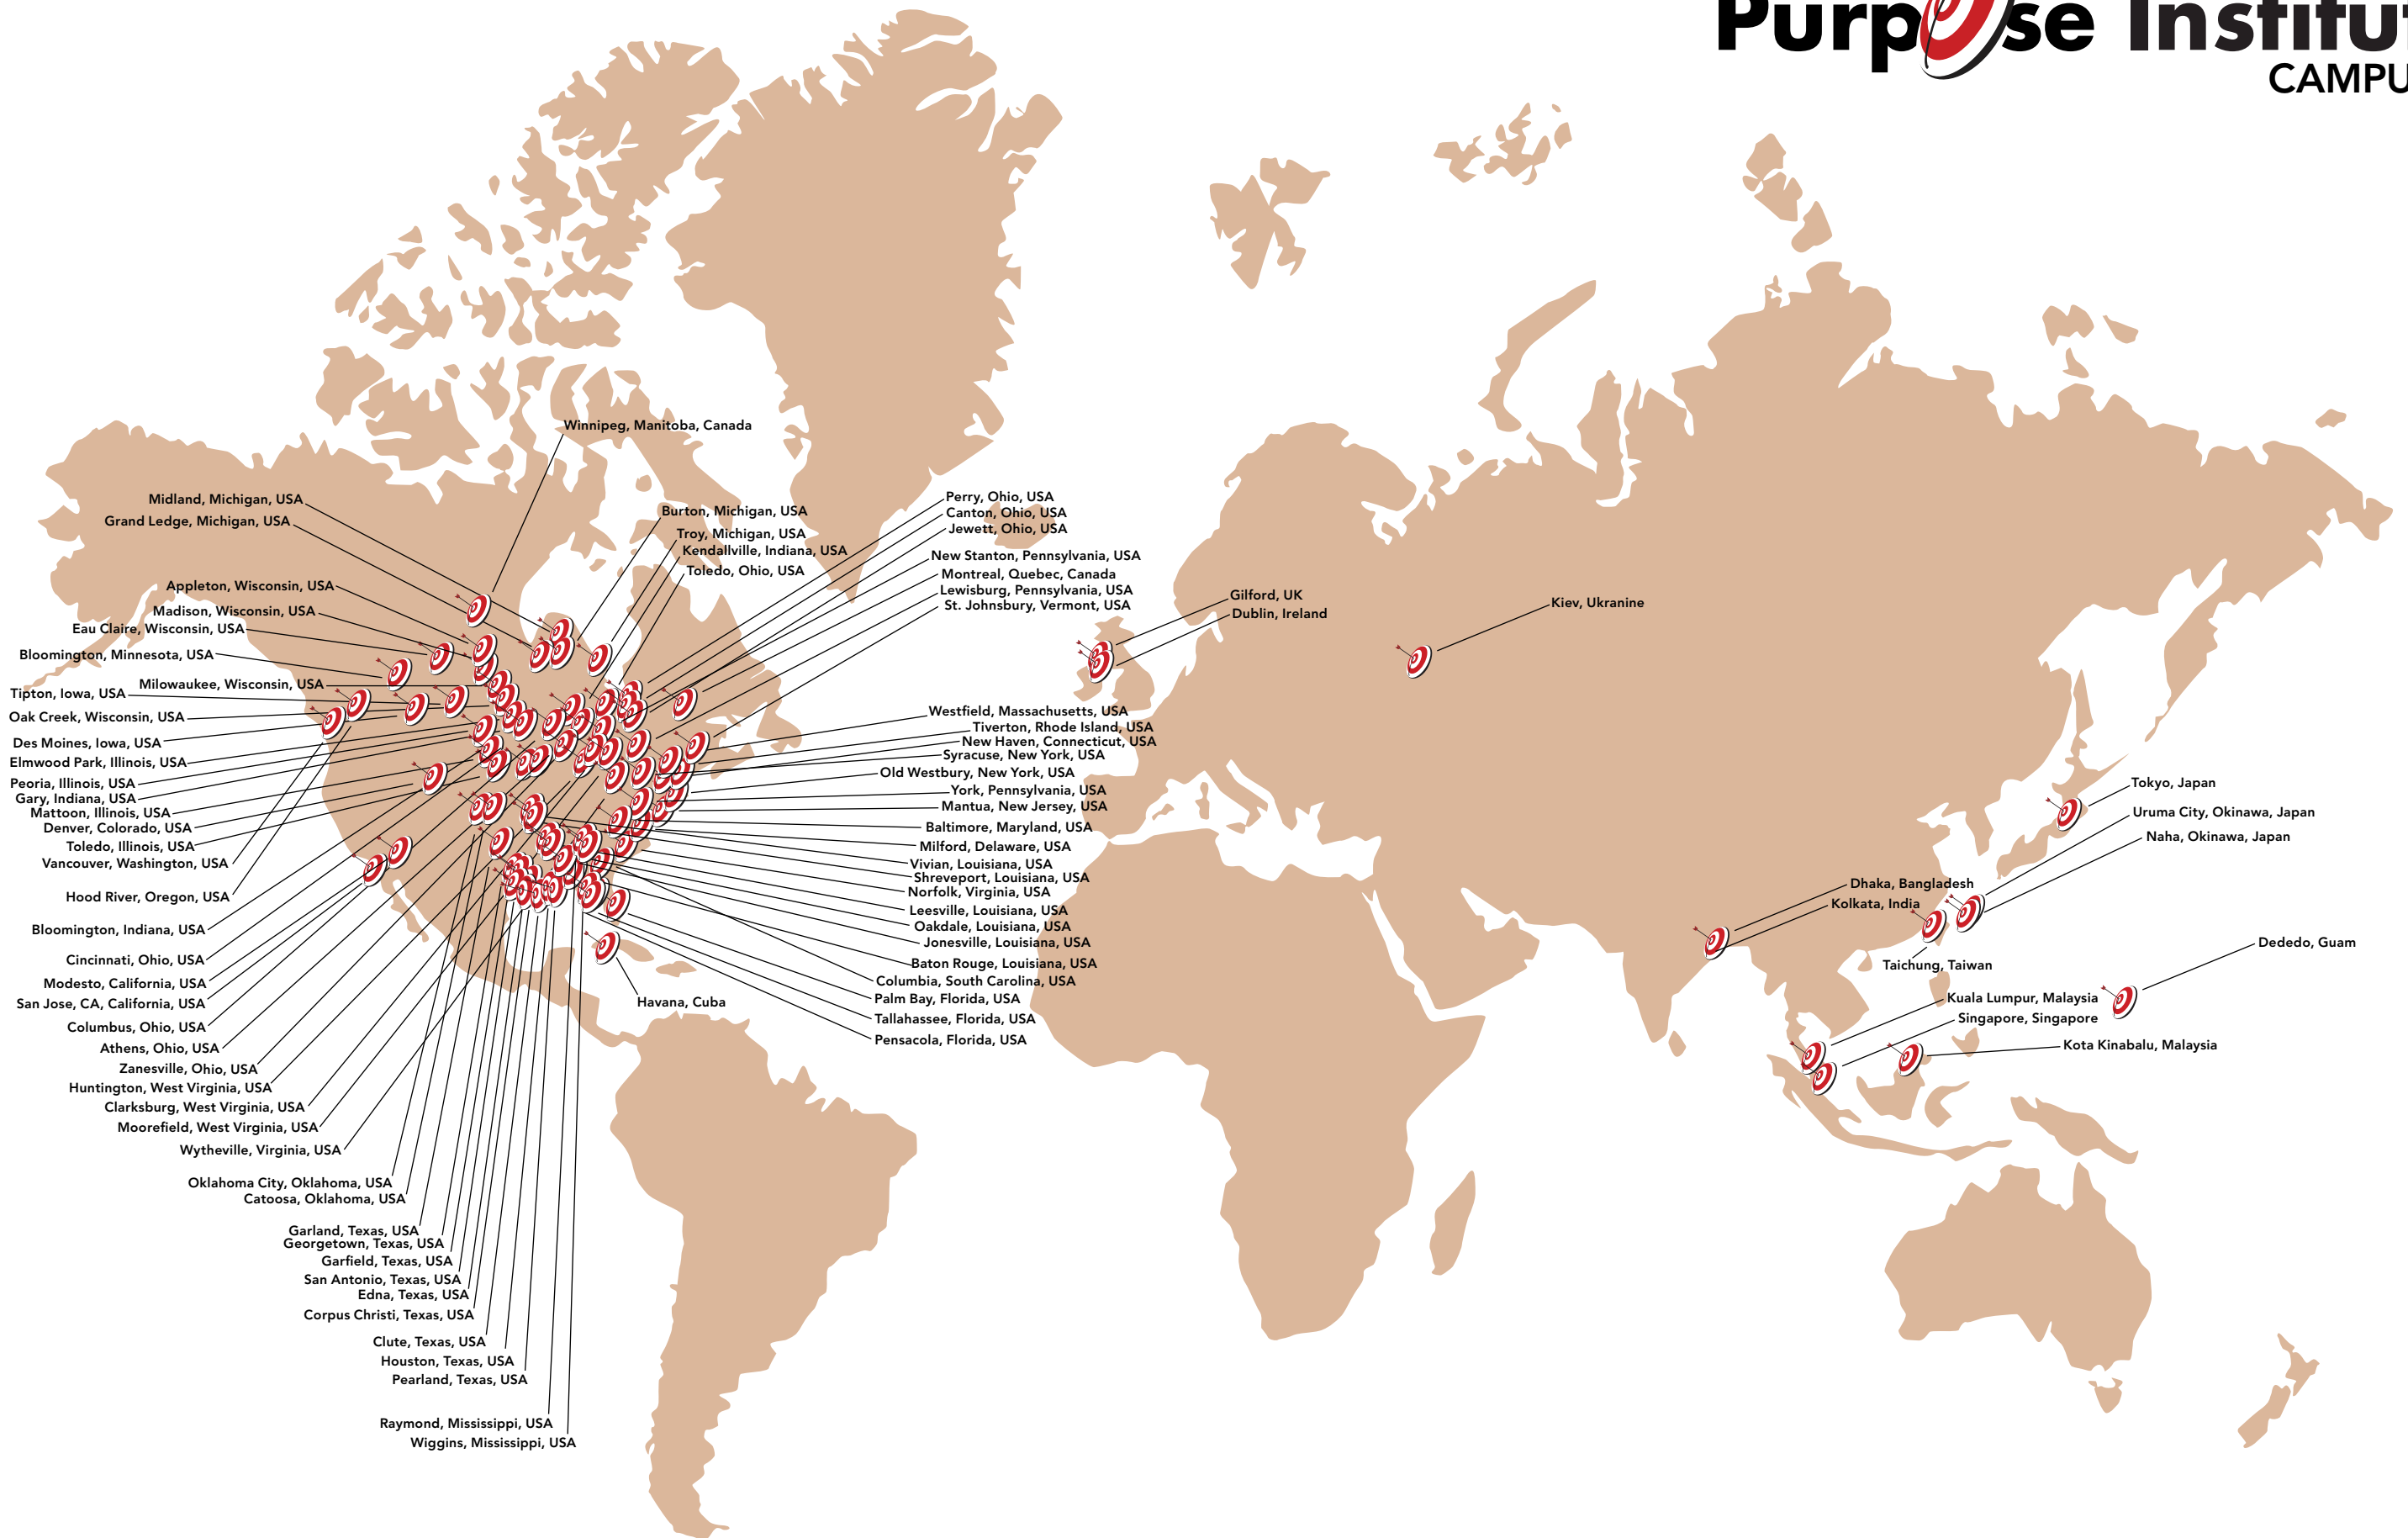 Purpose Institu
CAMPU
Winnipeg, Manitoba, Canada
Midland, Michigan, USA
Grand Ledge, Michigan, USA
Appleton, Wisconsin, USA
Madison, Wisconsin, USA
Eau Claire, Wisconsin, USA
Bloomington, Minnesota, USA
Milowaukee, Wisconsin, USA
Tipton, Iowa, USA
Oak Creek, Wisconsin, USA
Des Moines, Iowa, USA
Elmwood Park, Illinois, USA
Peoria, Illinois, USA
Gary, Indiana, USA
Mattoon, Illinois, USA
Denver, Colorado, USA
Toledo, Illinois, USA
Vancouver, Washington, USA
Hood River, Oregon, USA
Bloomington, Indiana, USA
Cincinnati, Ohio, USA
Modesto, California, USA
San Jose, CA, California, USA
Columbus, Ohio, USA
Athens, Ohio, USA
Zanesville, Ohio, USA
Huntington, West Virginia, USA
Clarksburg, West Virginia, USA
Moorefield, West Virginia, USA
Wytheville, Virginia, USA
Oklahoma City, Oklahoma, USA
Catoosa, Oklahoma, USA
Garland, Texas, USA
Georgetown, Texas, USA
Garfield, Texas, USA
San Antonio, Texas, USA
Edna, Texas, USA
Corpus Christi, Texas, USA
Clute, Texas, USA
Houston, Texas, USA
Pearland, Texas, USA
Raymond, Mississippi, USA
Wiggins, Mississippi, USA
Burton, Michigan, USA
Troy, Michigan, USA
Kendallville, Indiana, USA
Toledo, Ohio, USA
Perry, Ohio, USA
Canton, Ohio, USA
Jewett, Ohio, USA
New Stanton, Pennsylvania, USA
Montreal, Quebec, Canada
Lewisburg, Pennsylvania, USA
St. Johnsbury, Vermont, USA
Westfield, Massachusetts, USA
Tiverton, Rhode Island, USA
New Haven, Connecticut, USA
Syracuse, New York, USA
Old Westbury, New York, USA
York, Pennsylvania, USA
Mantua, New Jersey, USA
Baltimore, Maryland, USA
Milford, Delaware, USA
Vivian, Louisiana, USA
Shreveport, Louisiana, USA
Norfolk, Virginia, USA
Leesville, Louisiana, USA
Oakdale, Louisiana, USA
Jonesville, Louisiana, USA
Baton Rouge, Louisiana, USA
Columbia, South Carolina, USA
Palm Bay, Florida, USA
Tallahassee, Florida, USA
Pensacola, Florida, USA
Havana, Cuba
Gilford, UK
Dublin, Ireland
Kiev, Ukranine
Tokyo, Japan
Uruma City, Okinawa, Japan
Naha, Okinawa, Japan
Dhaka, Bangladesh
Kolkata, India
Taichung, Taiwan
Dededo, Guam
Kuala Lumpur, Malaysia
Singapore, Singapore
Kota Kinabalu, Malaysia